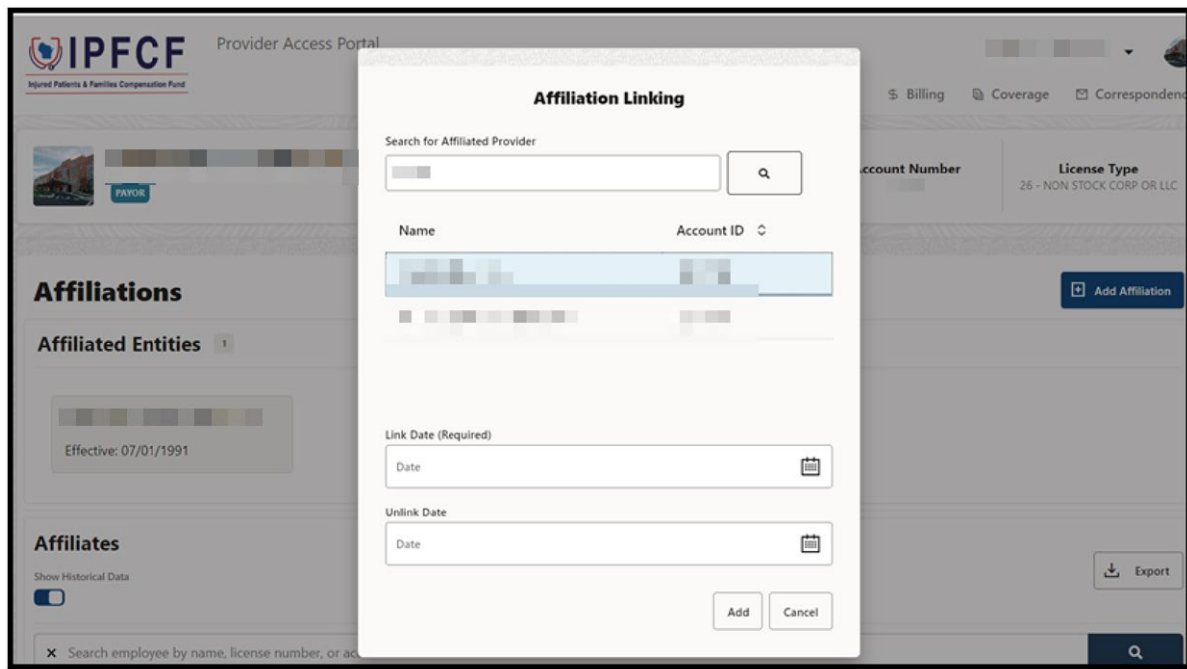 IPFCF
Injured Patients & Families Compensation Fund
Provider Access Portal
$ Billing
Coverage
Correspondenc
PAYOR
ccount Number
License Type
26 - NON STOCK CORP OR LLC
Affiliations
Add Affiliation
Affiliated Entities 1
Effective: 07/01/1991
Affiliates
Show Historical Data
Export
Search employee by name, license number, or ac
Affiliation Linking
Search for Affiliated Provider
Name Account ID
Link Date (Required)
Date
Unlink Date
Date
Add Cancel